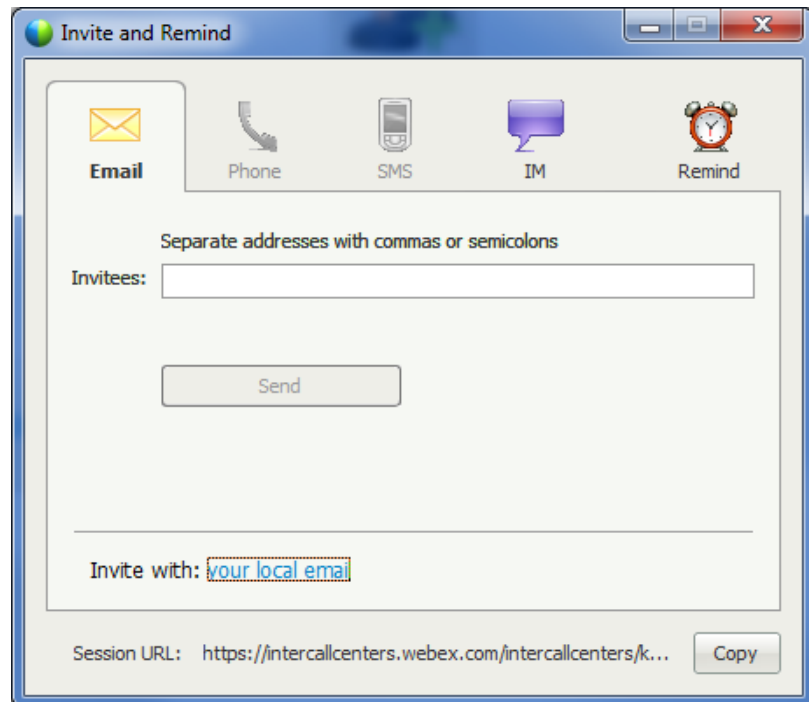 Invite and Remind
Email Phone SMS IM Remind
Separate addresses with commas or semicolons
Invitees:
Send
Invite with: your local emai
Session URL: https://intercallcenters.webex.com/intercallcenters/k... Copy